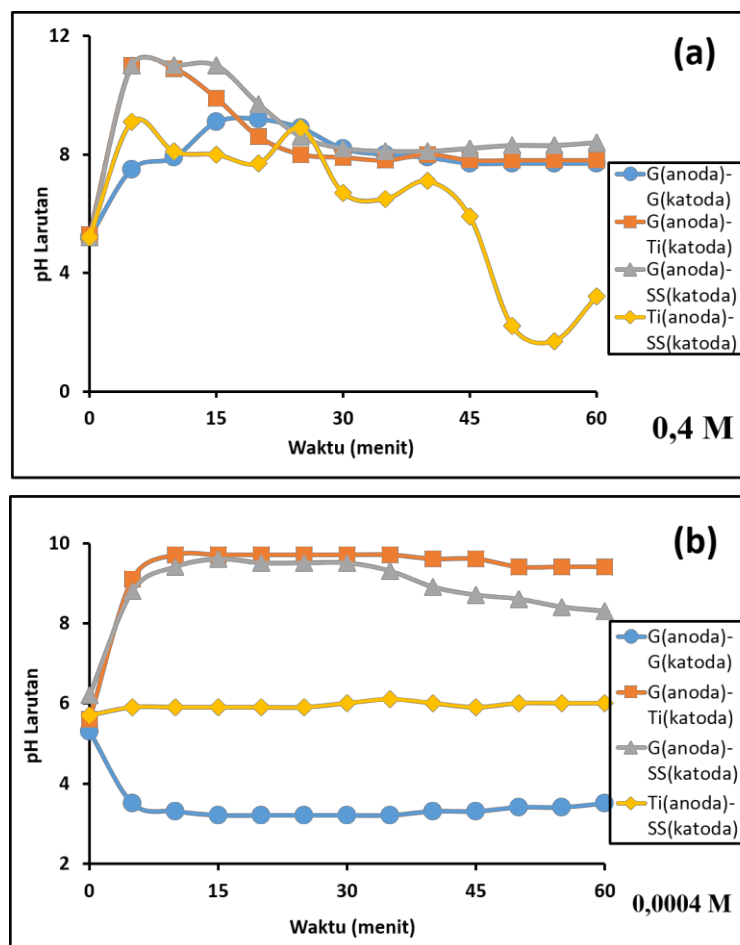 (a)
12
8
4
0
pH Larutan
0 15 30 45 60
Waktu (menit)
G(anoda)-
G(katoda)
G(anoda)-
Ti(katoda)
G(anoda)-
SS(katoda)
Ti(anoda)-
SS(katoda)
0,4 M
(b)
10
8
6
4
2
pH Larutan
0 15 30 45 60
Waktu (menit)
G(anoda)-
G(katoda)
G(anoda)-
Ti(katoda)
G(anoda)-
SS(katoda)
Ti(anoda)-
SS(katoda)
0,0004 M